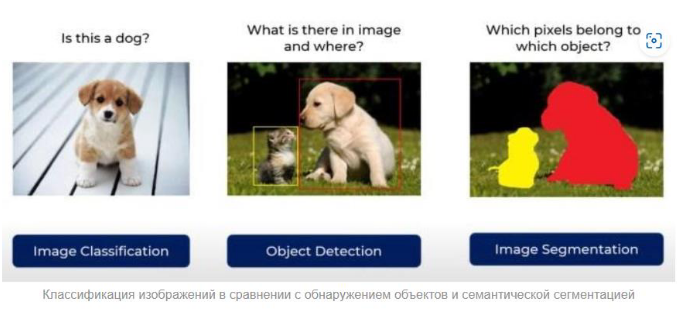 Is this a dog?
What is there in image
and where?
Which pixels belong to
which object?
Image Classification
Object Detection
Image Segmentation
Классификация изображений в сравнении с обнаружением объектов и семантической сегментацией